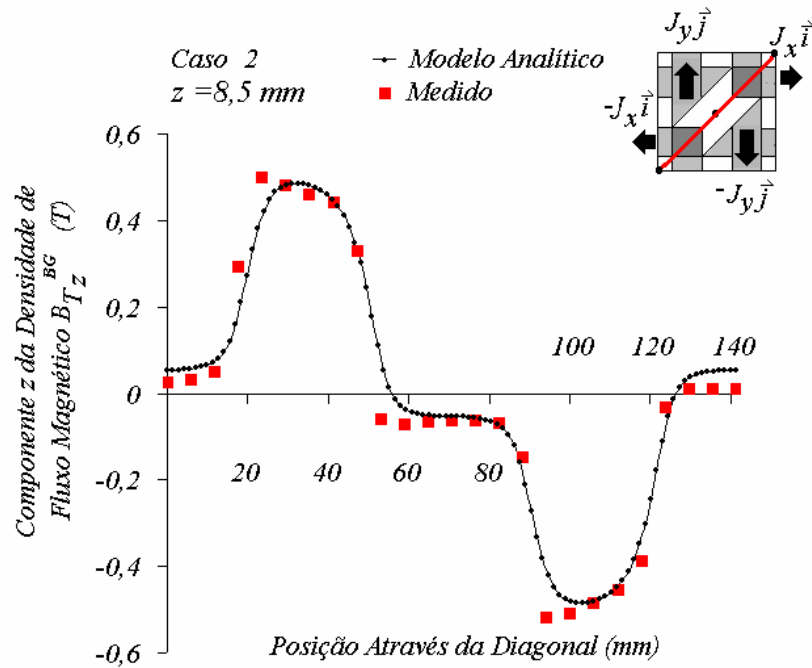 Caso 2
z =8,5 mm
Modelo Analítico
Medido
J_y j⃗
J_x i⃗
-J_x i⃗
-J_y j⃗
Componente z da Densidade de
Fluxo Magnético B_Tz^BG (T)
0,6
0,4
0,2
0
-0,2
-0,4
-0,6
20
40
60
80
100
120
140
Posição Através da Diagonal (mm)